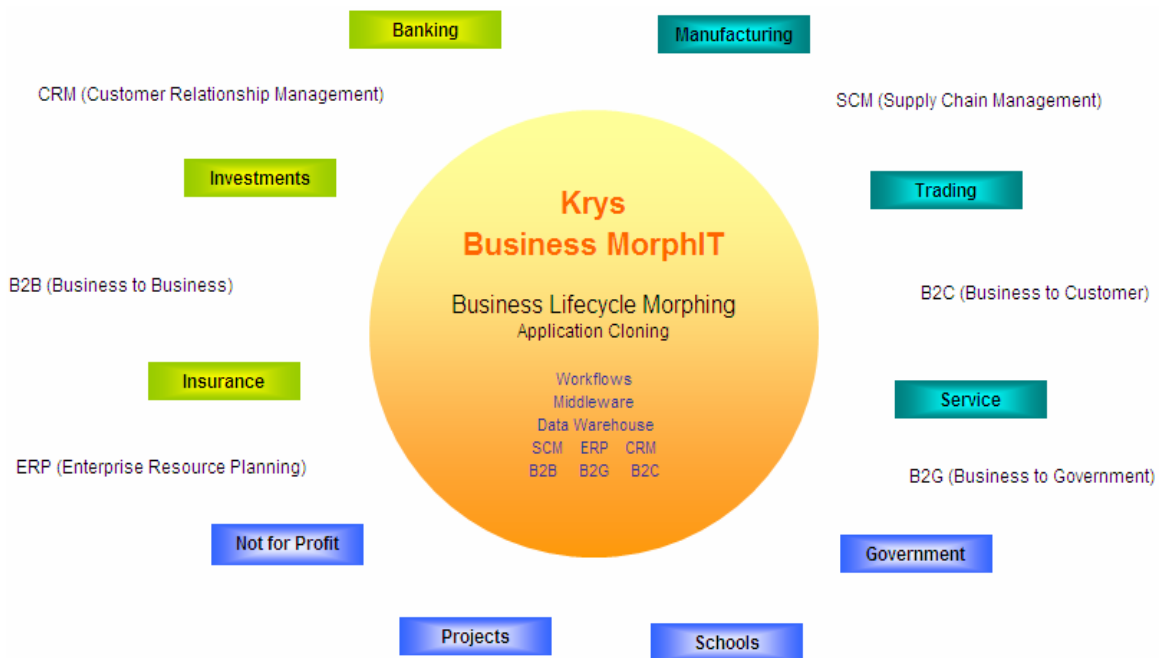 Banking
Manufacturing
CRM (Customer Relationship Management)
SCM (Supply Chain Management)
Investments
Trading
Krys
Business MorphIT
B2B (Business to Business)
B2C (Business to Customer)
Business Lifecycle Morphing
Application Cloning
Insurance
Service
Workflows
Middleware
Data Warehouse
SCM ERP CRM
B2B B2G B2C
ERP (Enterprise Resource Planning)
B2G (Business to Government)
Not for Profit
Government
Projects
Schools